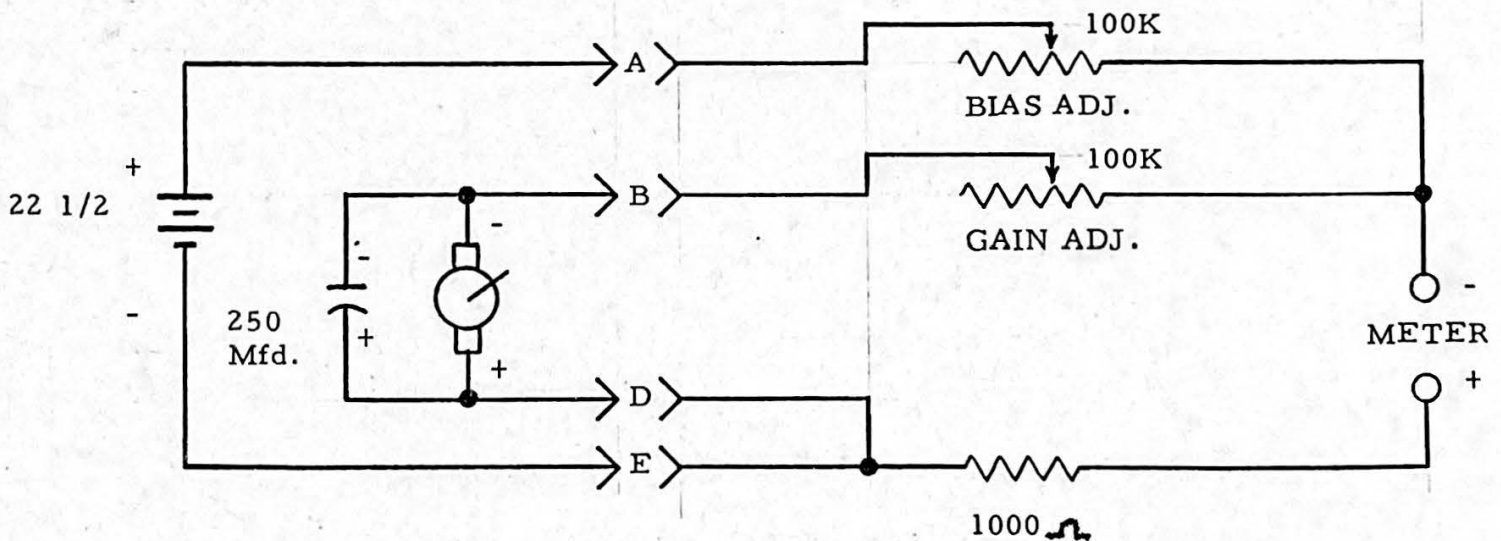 100K
A
BIAS ADJ.
+
100K
22 1/2
B
-
GAIN ADJ.
-
-
METER
-
250
Mfd.
+
+
+
D
E
1000 Ω